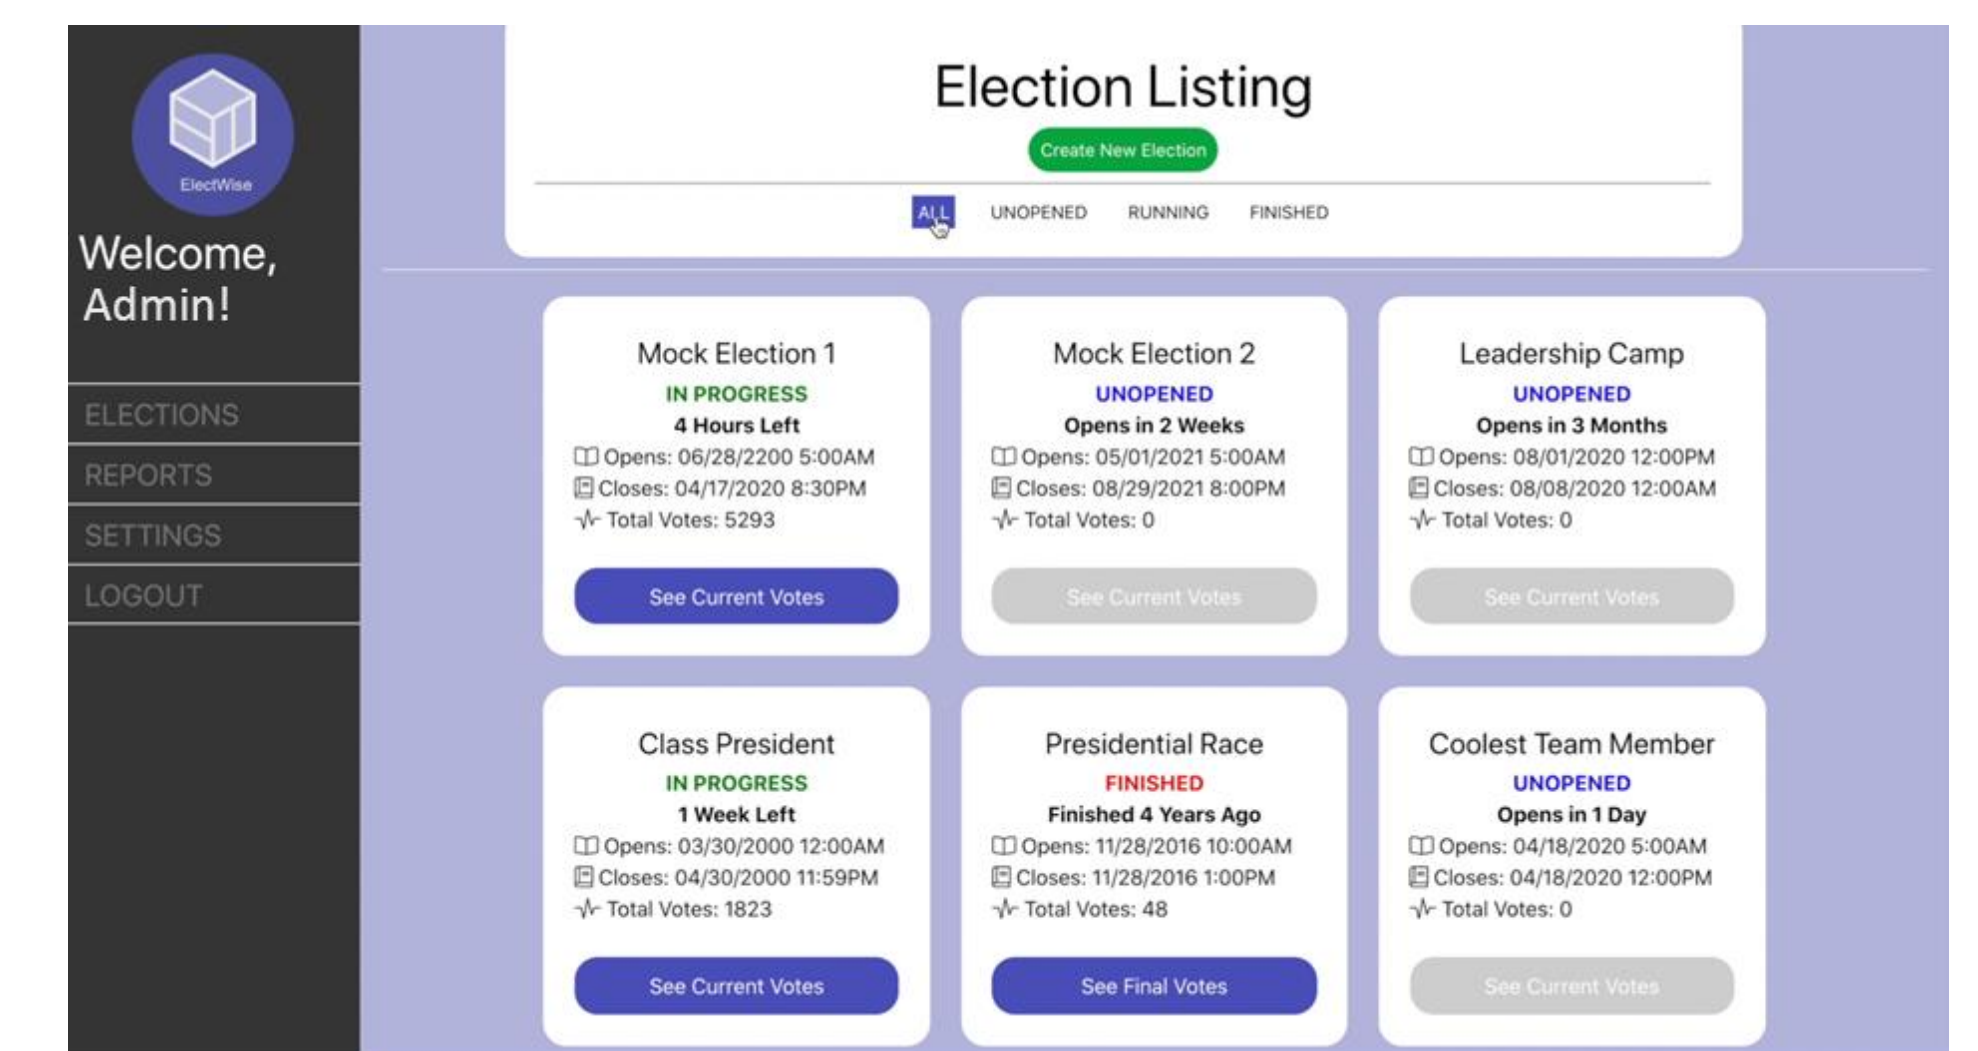 ElectWise
Welcome,
Admin!
ELECTIONS
REPORTS
SETTINGS
LOGOUT
Election Listing
Create New Election
ALL UNOPENED RUNNING FINISHED
Mock Election 1
IN PROGRESS
4 Hours Left
Opens: 06/28/2200 5:00AM
Closes: 04/17/2020 8:30PM
Total Votes: 5293
See Current Votes
Mock Election 2
UNOPENED
Opens in 2 Weeks
Opens: 05/01/2021 5:00AM
Closes: 08/29/2021 8:00PM
Total Votes: 0
See Current Votes
Leadership Camp
UNOPENED
Opens in 3 Months
Opens: 08/01/2020 12:00PM
Closes: 08/08/2020 12:00AM
Total Votes: 0
See Current Votes
Class President
IN PROGRESS
1 Week Left
Opens: 03/30/2000 12:00AM
Closes: 04/30/2000 11:59PM
Total Votes: 1823
See Current Votes
Presidential Race
FINISHED
Finished 4 Years Ago
Opens: 11/28/2016 10:00AM
Closes: 11/28/2016 1:00PM
Total Votes: 48
See Final Votes
Coolest Team Member
UNOPENED
Opens in 1 Day
Opens: 04/18/2020 5:00AM
Closes: 04/18/2020 12:00PM
Total Votes: 0
See Current Votes